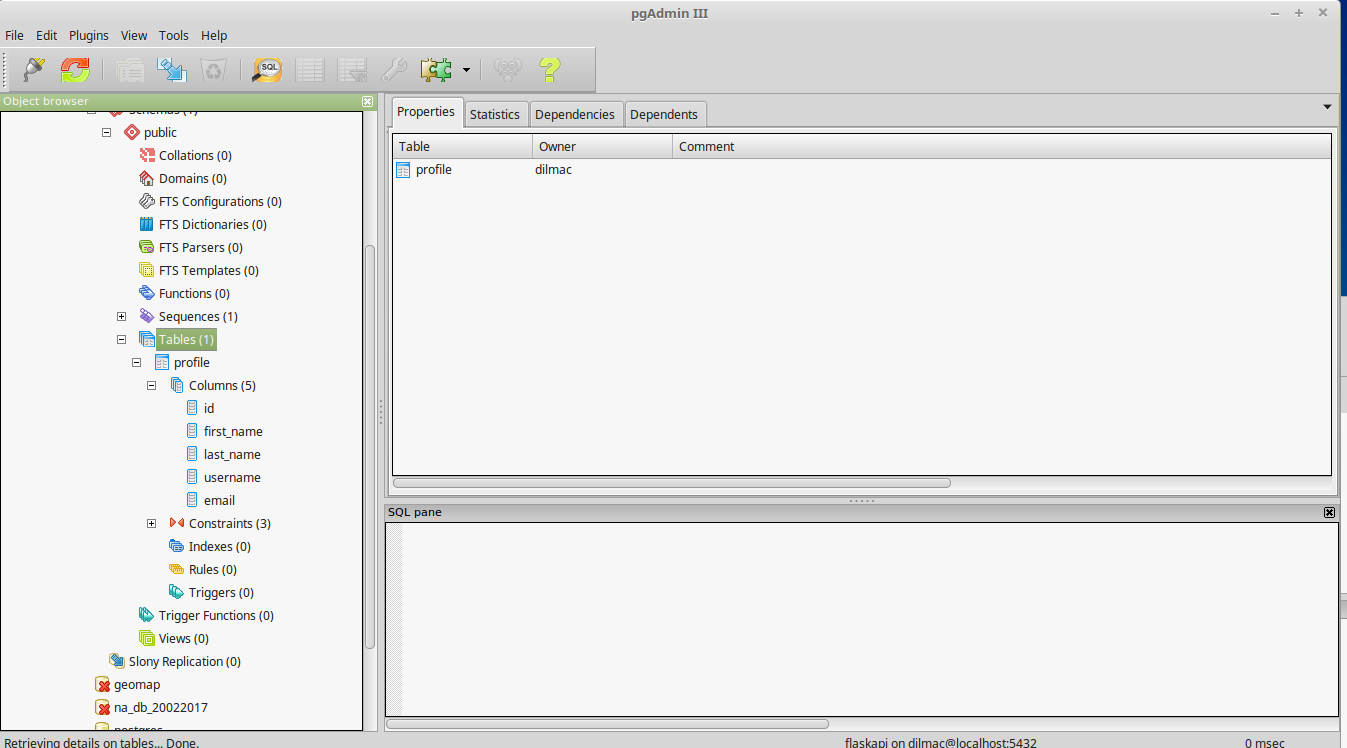 pgAdmin III
File Edit Plugins View Tools Help
SQL
Object browser
Schemas (1)
public
Collations (0)
Domains (0)
FTS Configurations (0)
FTS Dictionaries (0)
FTS Parsers (0)
FTS Templates (0)
Functions (0)
Sequences (1)
Tables (1)
profile
Columns (5)
id
first_name
last_name
username
email
Constraints (3)
Indexes (0)
Rules (0)
Triggers (0)
Trigger Functions (0)
Views (0)
Slony Replication (0)
geomap
na_db_20022017
postgres
Properties Statistics Dependencies Dependents
Table Owner Comment
profile dilmac
SQL pane
Retrieving details on tables... Done. flaskapi on dilmac@localhost:5432 0 msec